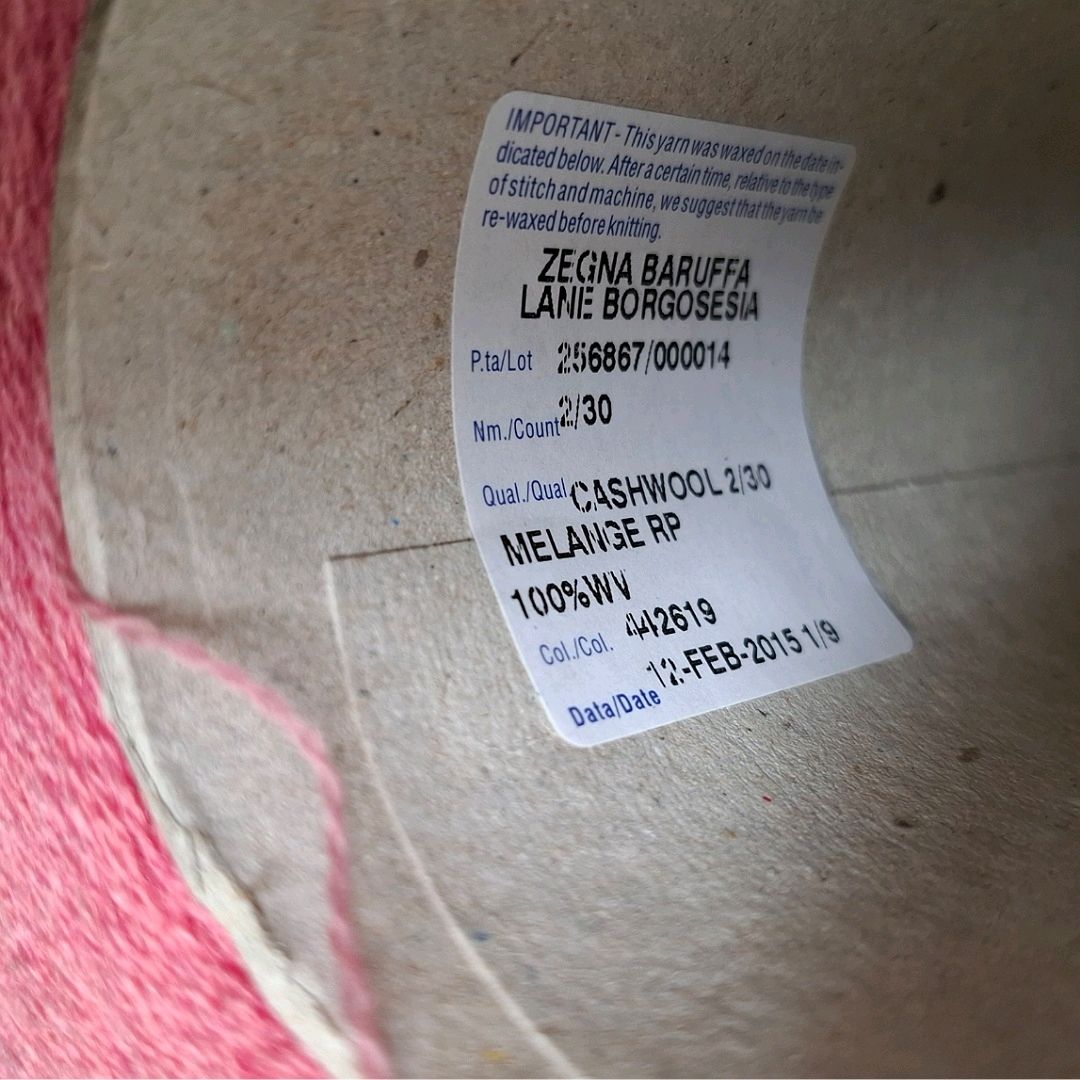 IMPORTANT - This yarn was waxed on the date in-
dicated below. After a certain time, relative to the type
of stitch and machine, we suggest that the yarn be
re-waxed before knitting.
ZEGNA BARUFFA
LANE BORGOSESIA
P.ta/Lot 256867/000014
Nm./Count 2/30
Qual./Qual. CASHWOOL 2/30
MELANGE RP
100%WV
Col./Col. 442619
Data/Date 12-FEB-2015 1/9